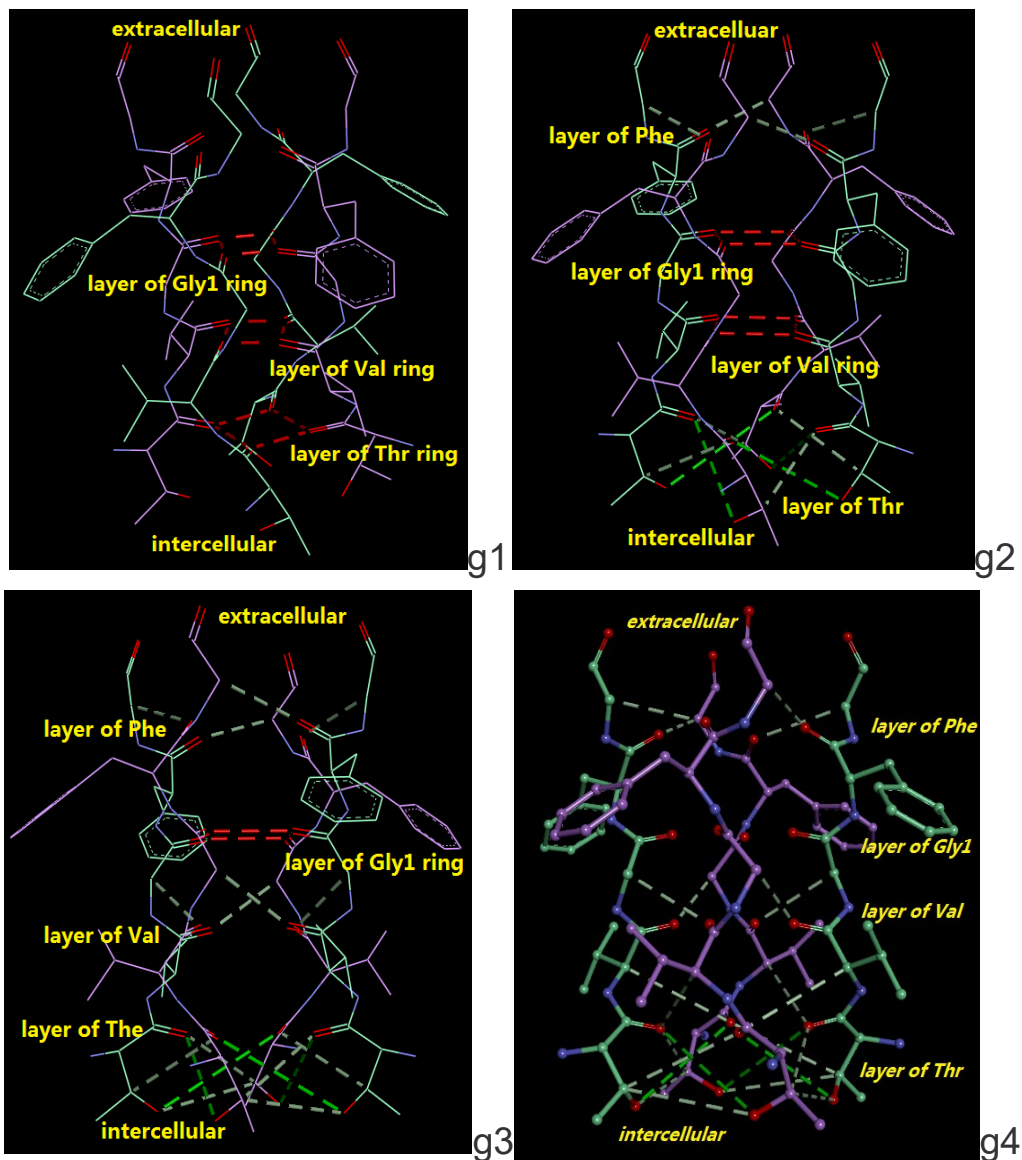 extracellular
layer of Gly1 ring
layer of Val ring
layer of Thr ring
intercellular
g1
extracelluar
layer of Phe
layer of Gly1 ring
layer of Val ring
layer of Thr
intercellular
g2
extracellular
layer of Phe
layer of Gly1 ring
layer of Val
layer of The
intercellular
g3
extracellular
layer of Phe
layer of Gly1
layer of Val
layer of Thr
intercellular
g4